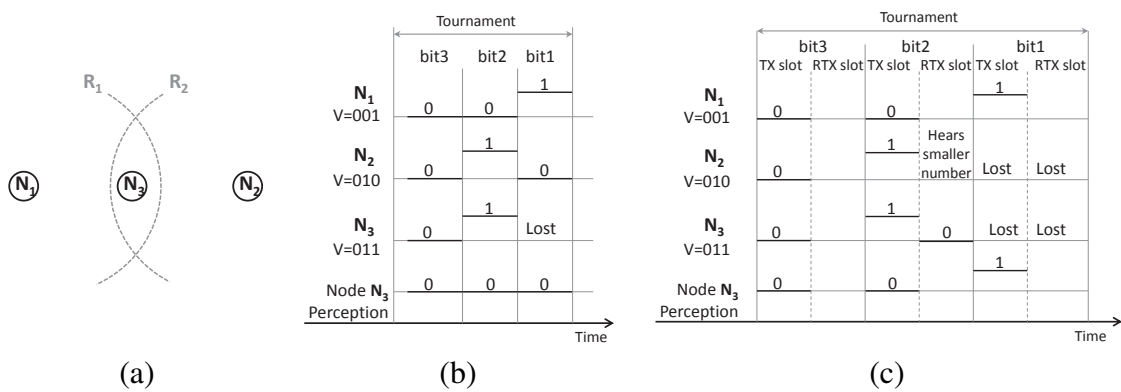 R1 R2
N1 N3 N2
(a)
Tournament
bit3 bit2 bit1
N1
V=001
0 0 1
N2
V=010
0 1 0
N3
V=011
0 1 Lost
Node N3
Perception
0 0 0
Time
(b)
Tournament
bit3 bit2 bit1
TX slot RTX slot TX slot RTX slot TX slot RTX slot
N1
V=001
0 0 1
N2
V=010
0 1 Hears
smaller
number
Lost Lost
N3
V=011
0 1 0 Lost Lost
Node N3
Perception
0 0 1
Time
(c)